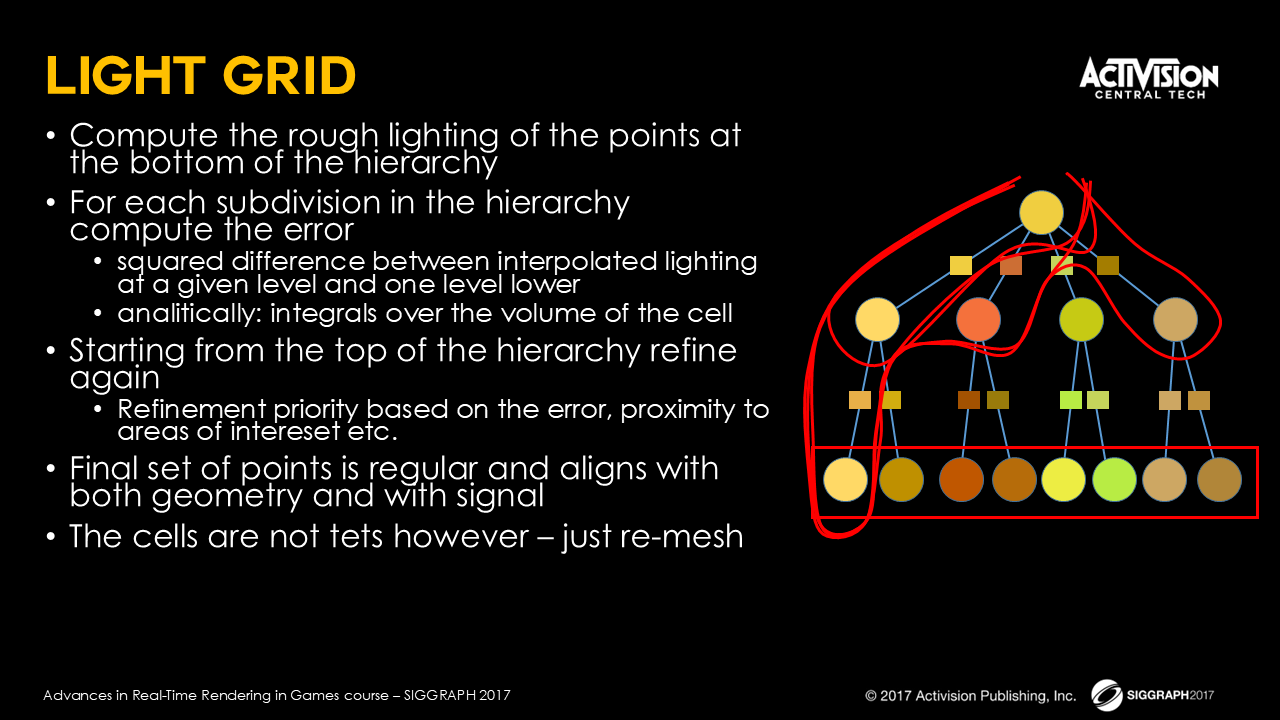 LIGHT GRID
ACTIVISION
CENTRAL TECH
• Compute the rough lighting of the points at
the bottom of the hierarchy
• For each subdivision in the hierarchy
compute the error
• squared difference between interpolated lighting
at a given level and one level lower
• analitically: integrals over the volume of the cell
• Starting from the top of the hierarchy refine
again
• Refinement priority based on the error, proximity to
areas of intereset etc.
• Final set of points is regular and aligns with
both geometry and with signal
• The cells are not tets however – just re-mesh
Advances in Real-Time Rendering in Games course – SIGGRAPH 2017
© 2017 Activision Publishing, Inc.
SIGGRAPH2017